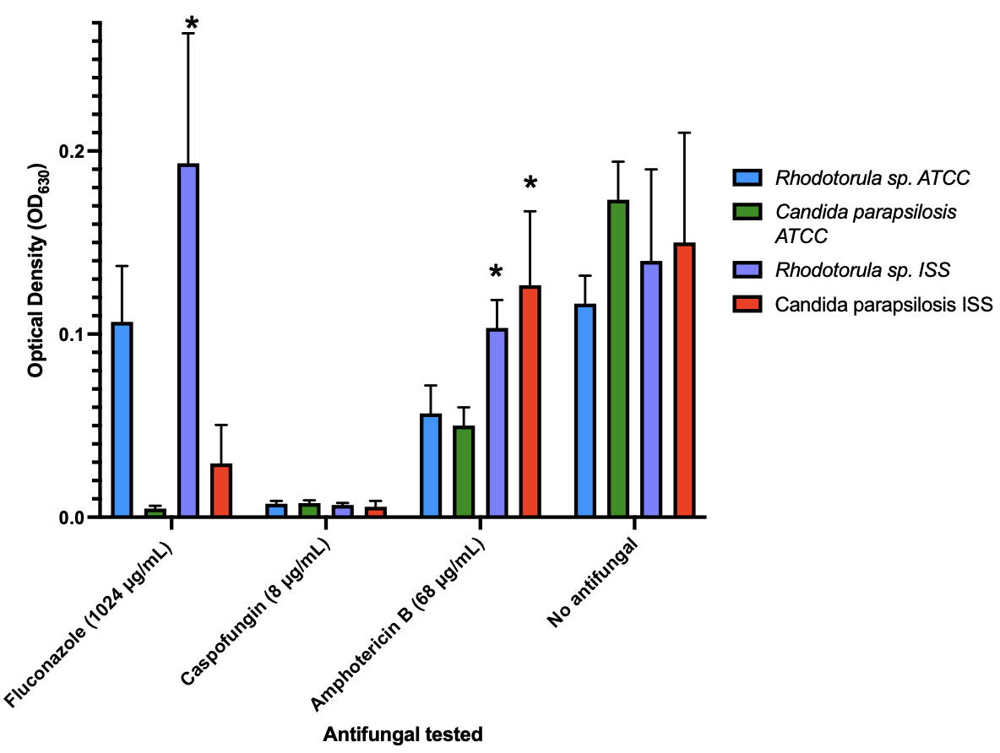 *
*
*
0.2
0.1
0.0
Optical Density (OD630)
Rhodotorula sp. ATCC
Candida parapsilosis
ATCC
Rhodotorula sp. ISS
Candida parapsilosis ISS
Fluconazole (1024 µg/mL)
Caspofungin (8 µg/mL)
Amphotericin B (68 µg/mL)
No antifungal
Antifungal tested